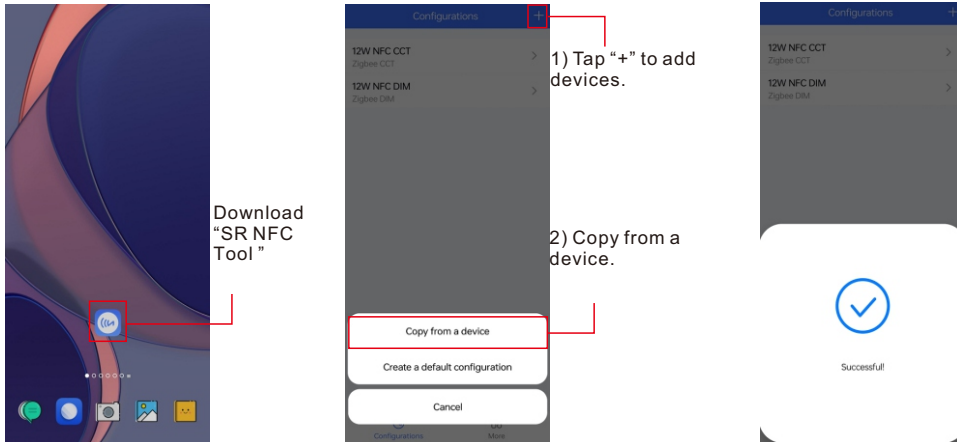 Download
“SR NFC
Tool ”
Configurations +
12W NFC CCT
Zigbee CCT
12W NFC DIM
Zigbee DIM
Copy from a device
Create a default configuration
Cancel
Configurations
More
1) Tap “+” to add
devices.
2) Copy from a
device.
Configurations +
12W NFC CCT
Zigbee CCT
12W NFC DIM
Zigbee DIM
Successful!